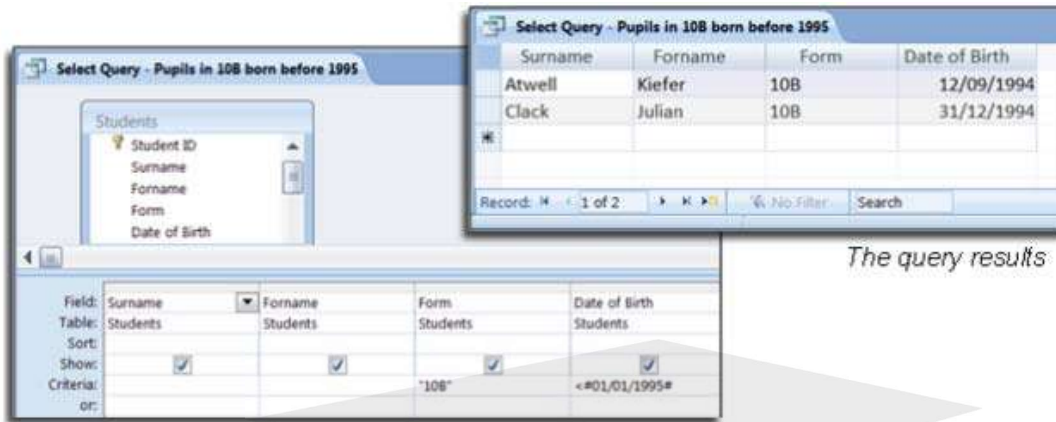 Select Query - Pupils in 10B born before 1995
Students
Student ID
Surname
Forname
Form
Date of Birth
Field: Surname Forname Form Date of Birth
Table: Students Students Students Students
Sort:
Show:
Criteria: "10B" <#01/01/1995#
or:
Select Query - Pupils in 10B born before 1995
Surname Forname Form Date of Birth
Atwell Kiefer 10B 12/09/1994
Clack Julian 10B 31/12/1994
Record: 1 of 2 No Filter Search
The query results